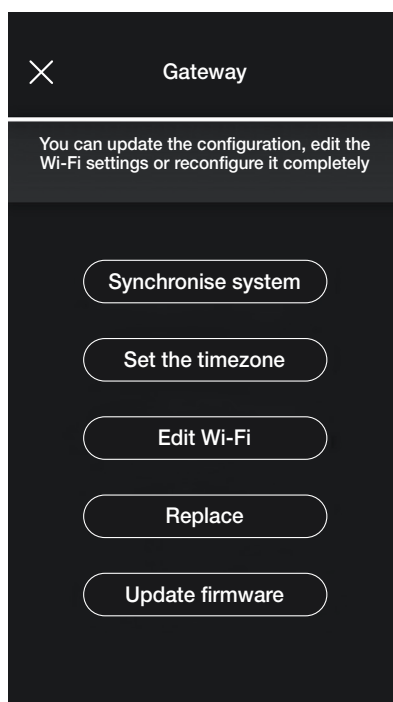 Gateway
You can update the configuration, edit the
Wi-Fi settings or reconfigure it completely
Synchronise system
Set the timezone
Edit Wi-Fi
Replace
Update firmware